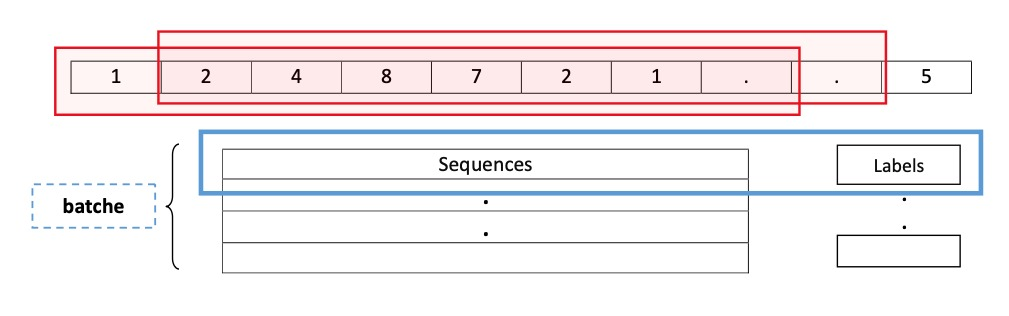 1 2 4 8 7 2 1 . . 5
Sequences Labels
.
.
batche
.
.